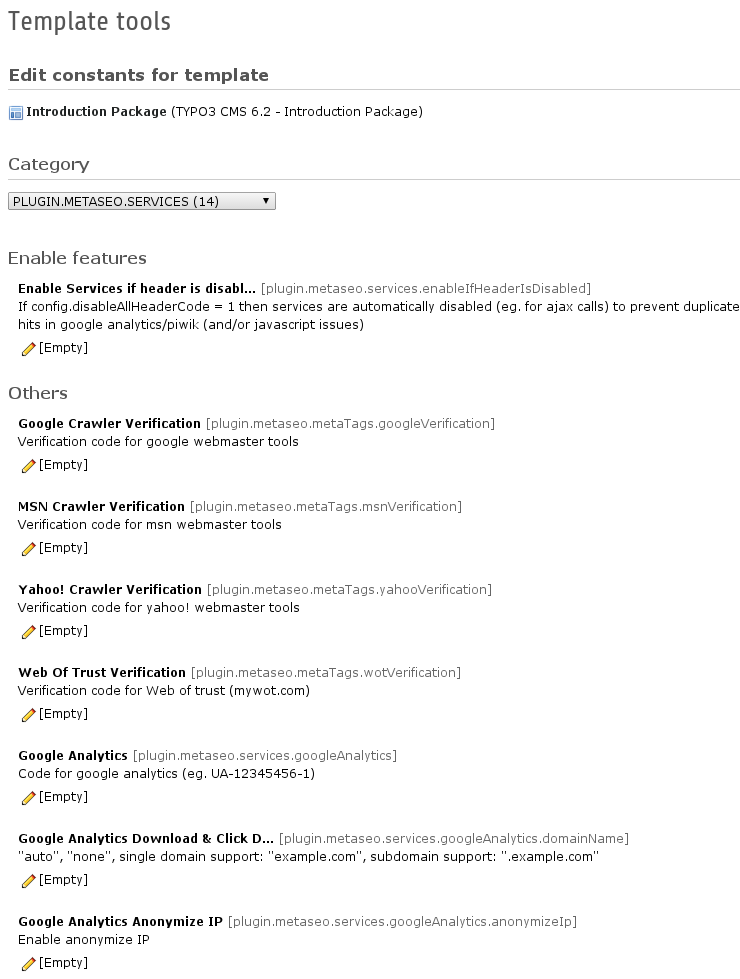 Template tools
Edit constants for template
Introduction Package (TYPO3 CMS 6.2 - Introduction Package)
Category
PLUGIN.METASEO.SERVICES (14)
Enable features
Enable Services if header is disabl... [plugin.metaseo.services.enableIfHeaderIsDisabled]
If config.disableAllHeaderCode = 1 then services are automatically disabled (eg. for ajax calls) to prevent duplicate
hits in google analytics/piwik (and/or javascript issues)
[Empty]
Others
Google Crawler Verification [plugin.metaseo.metaTags.googleVerification]
Verification code for google webmaster tools
[Empty]
MSN Crawler Verification [plugin.metaseo.metaTags.msnVerification]
Verification code for msn webmaster tools
[Empty]
Yahoo! Crawler Verification [plugin.metaseo.metaTags.yahooVerification]
Verification code for yahoo! webmaster tools
[Empty]
Web Of Trust Verification [plugin.metaseo.metaTags.wotVerification]
Verification code for Web of trust (mywot.com)
[Empty]
Google Analytics [plugin.metaseo.services.googleAnalytics]
Code for google analytics (eg. UA-12345456-1)
[Empty]
Google Analytics Download & Click D... [plugin.metaseo.services.googleAnalytics.domainName]
"auto", "none", single domain support: "example.com", subdomain support: ".example.com"
[Empty]
Google Analytics Anonymize IP [plugin.metaseo.services.googleAnalytics.anonymizeIp]
Enable anonymize IP
[Empty]